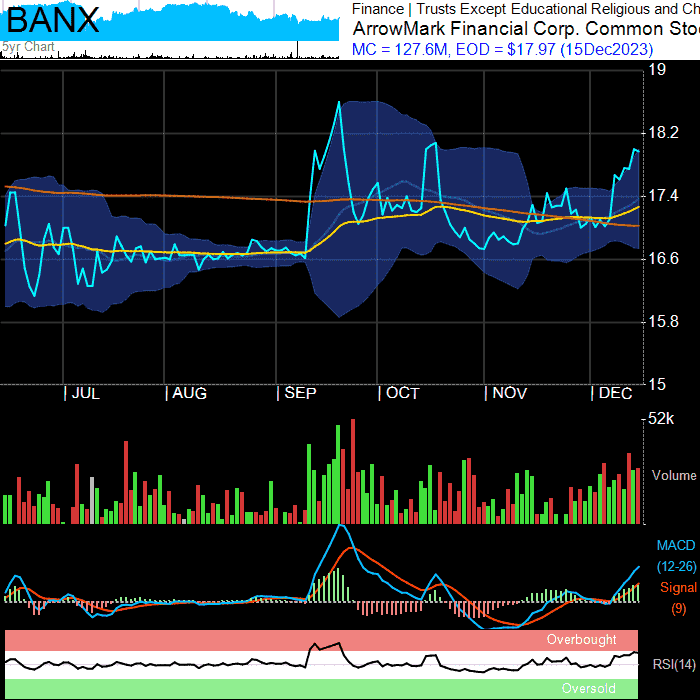 BANX
5yr Chart
Finance | Trusts Except Educational Religious and Ch
ArrowMark Financial Corp. Common Sto
MC = 127.6M, EOD = $17.97 (15Dec2023)
19
18.2
17.4
16.6
15.8
15
JUL AUG SEP OCT NOV DEC
52k
Volume
MACD
(12-26)
Signal
(9)
Overbought
RSI(14)
Oversold